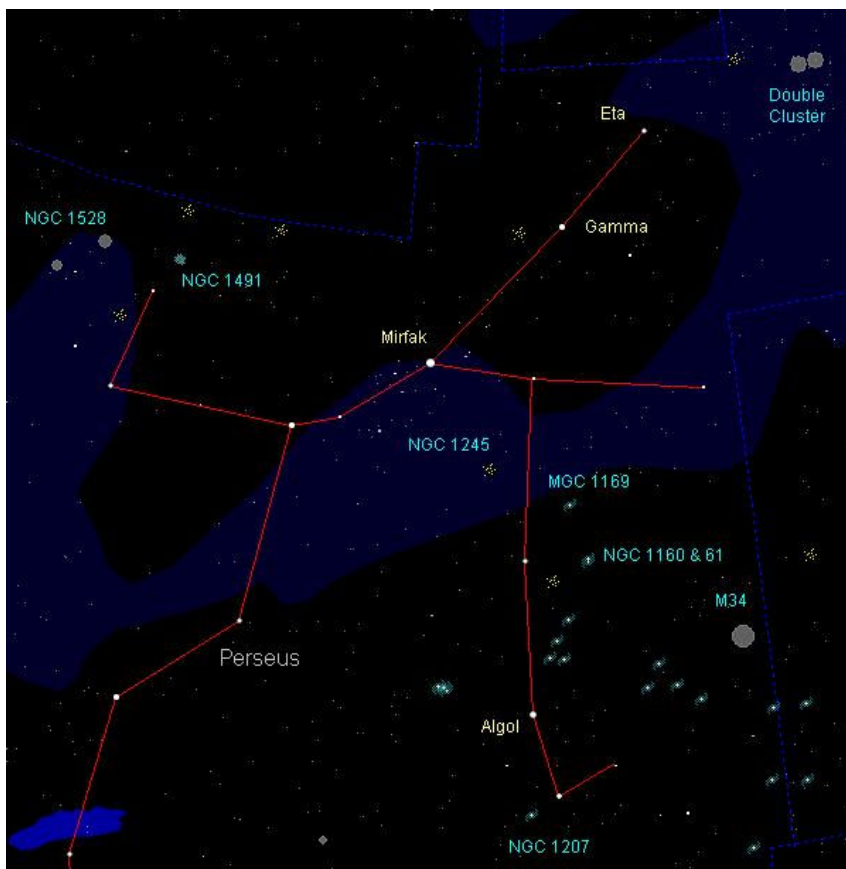 Double
Cluster
Eta
NGC 1528
Gamma
NGC 1491
Mirfak
NGC 1245
MGC 1169
NGC 1160 & 61
M34
Perseus
Algol
NGC 1207